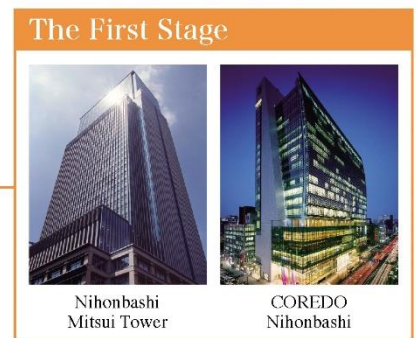 The First Stage
Nihonbashi
Mitsui Tower
COREDO
Nihonbashi